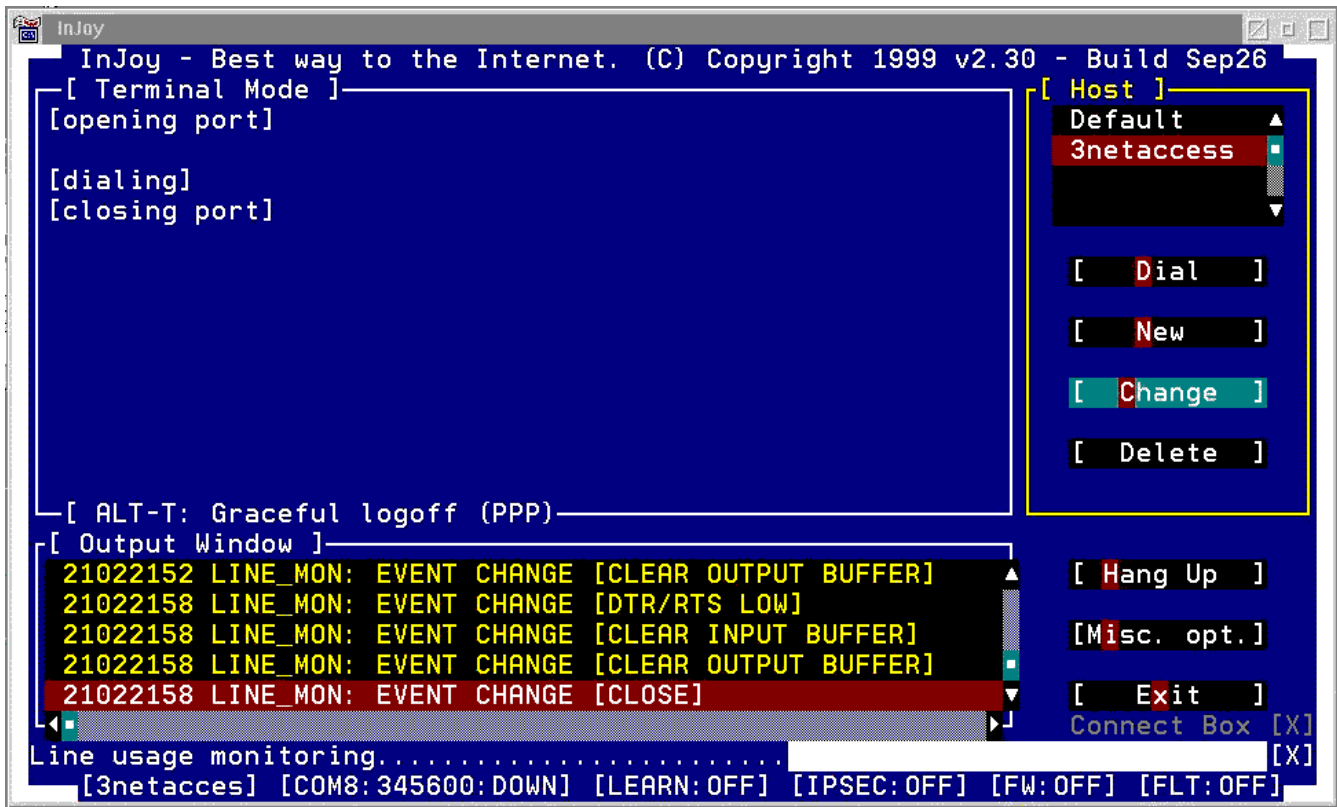 InJoy
InJoy - Best way to the Internet. (C) Copyright 1999 v2.30 - Build Sep26
[ Terminal Mode ]
[opening port]
[dialing]
[closing port]
[ ALT-T: Graceful logoff (PPP)
[ Host ]
Default
3netaccess
[ Dial ]
[ New ]
[ Change ]
[ Delete ]
[ Output Window ]
21022152 LINE_MON: EVENT CHANGE [CLEAR OUTPUT BUFFER]
21022158 LINE_MON: EVENT CHANGE [DTR/RTS LOW]
21022158 LINE_MON: EVENT CHANGE [CLEAR INPUT BUFFER]
21022158 LINE_MON: EVENT CHANGE [CLEAR OUTPUT BUFFER]
21022158 LINE_MON: EVENT CHANGE [CLOSE]
[ Hang Up ]
[Misc. opt.]
[ Exit ]
Connect Box [X]
Line usage monitoring......................... [X]
[3netacces] [COM8:345600:DOWN] [LEARN:OFF] [IPSEC:OFF] [FW:OFF] [FLT:OFF]